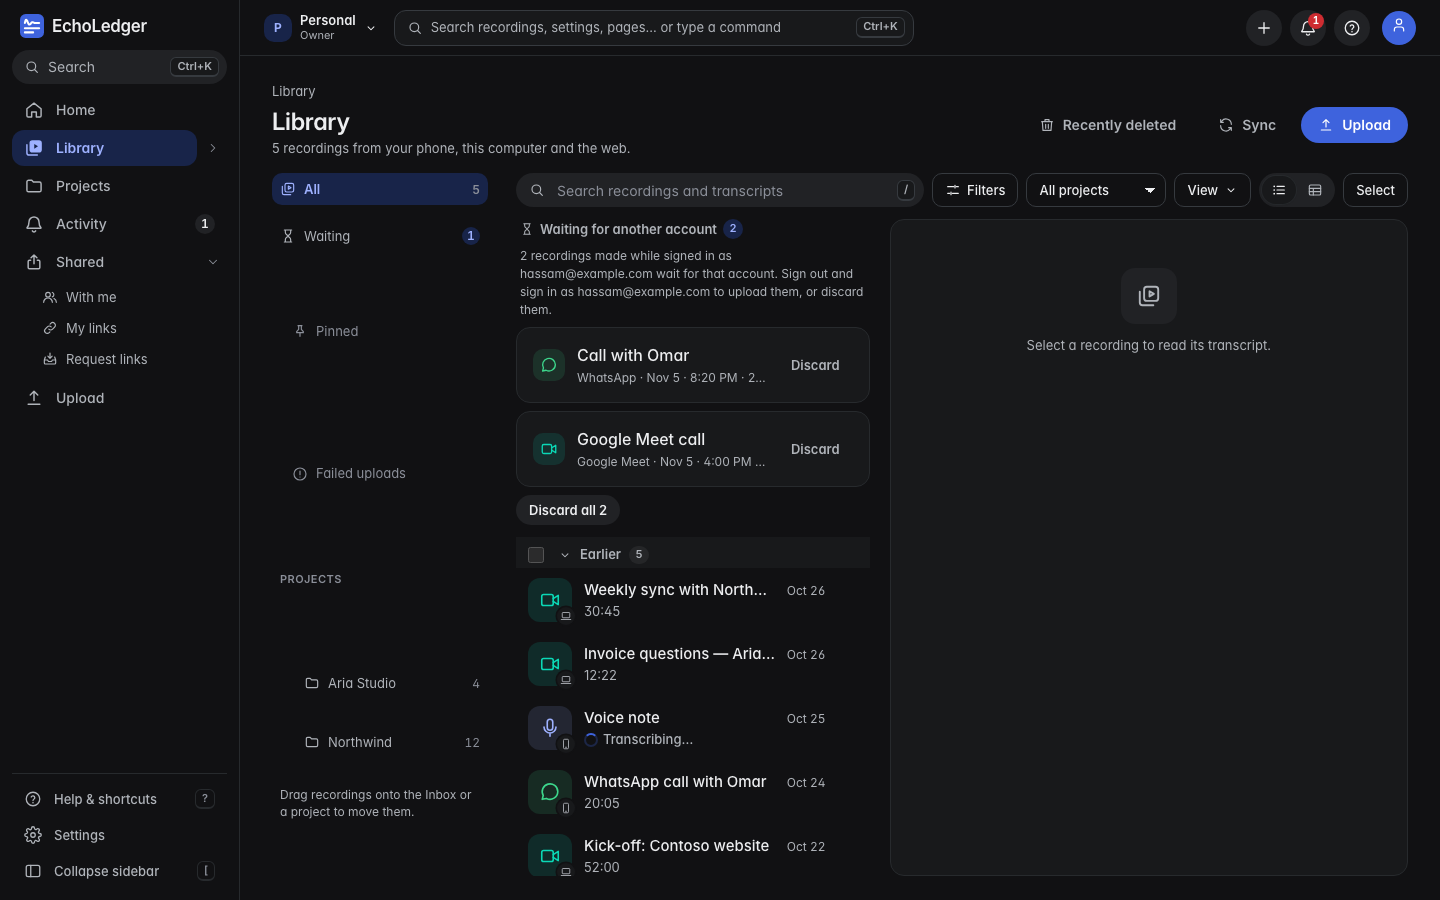 EchoLedger
Search Ctrl+K
Home
Library
Projects
Activity 1
Shared
With me
My links
Request links
Upload
Help & shortcuts ?
Settings
Collapse sidebar [
P Personal
Owner
Search recordings, settings, pages... or type a command Ctrl+K
1
Library
Library
5 recordings from your phone, this computer and the web.
Recently deleted
Sync
Upload
All 5
Waiting 1
Pinned
Failed uploads
PROJECTS
Aria Studio 4
Northwind 12
Drag recordings onto the Inbox or
a project to move them.
Search recordings and transcripts /
Filters
All projects
View
Select
Waiting for another account 2
2 recordings made while signed in as
hassam@example.com wait for that account. Sign out and
sign in as hassam@example.com to upload them, or discard
them.
Call with Omar
WhatsApp · Nov 5 · 8:20 PM · 2...
Discard
Google Meet call
Google Meet · Nov 5 · 4:00 PM ...
Discard
Discard all 2
Earlier 5
Weekly sync with North... Oct 26
30:45
Invoice questions — Aria... Oct 26
12:22
Voice note Oct 25
Transcribing...
WhatsApp call with Omar Oct 24
20:05
Kick-off: Contoso website Oct 22
52:00
Select a recording to read its transcript.